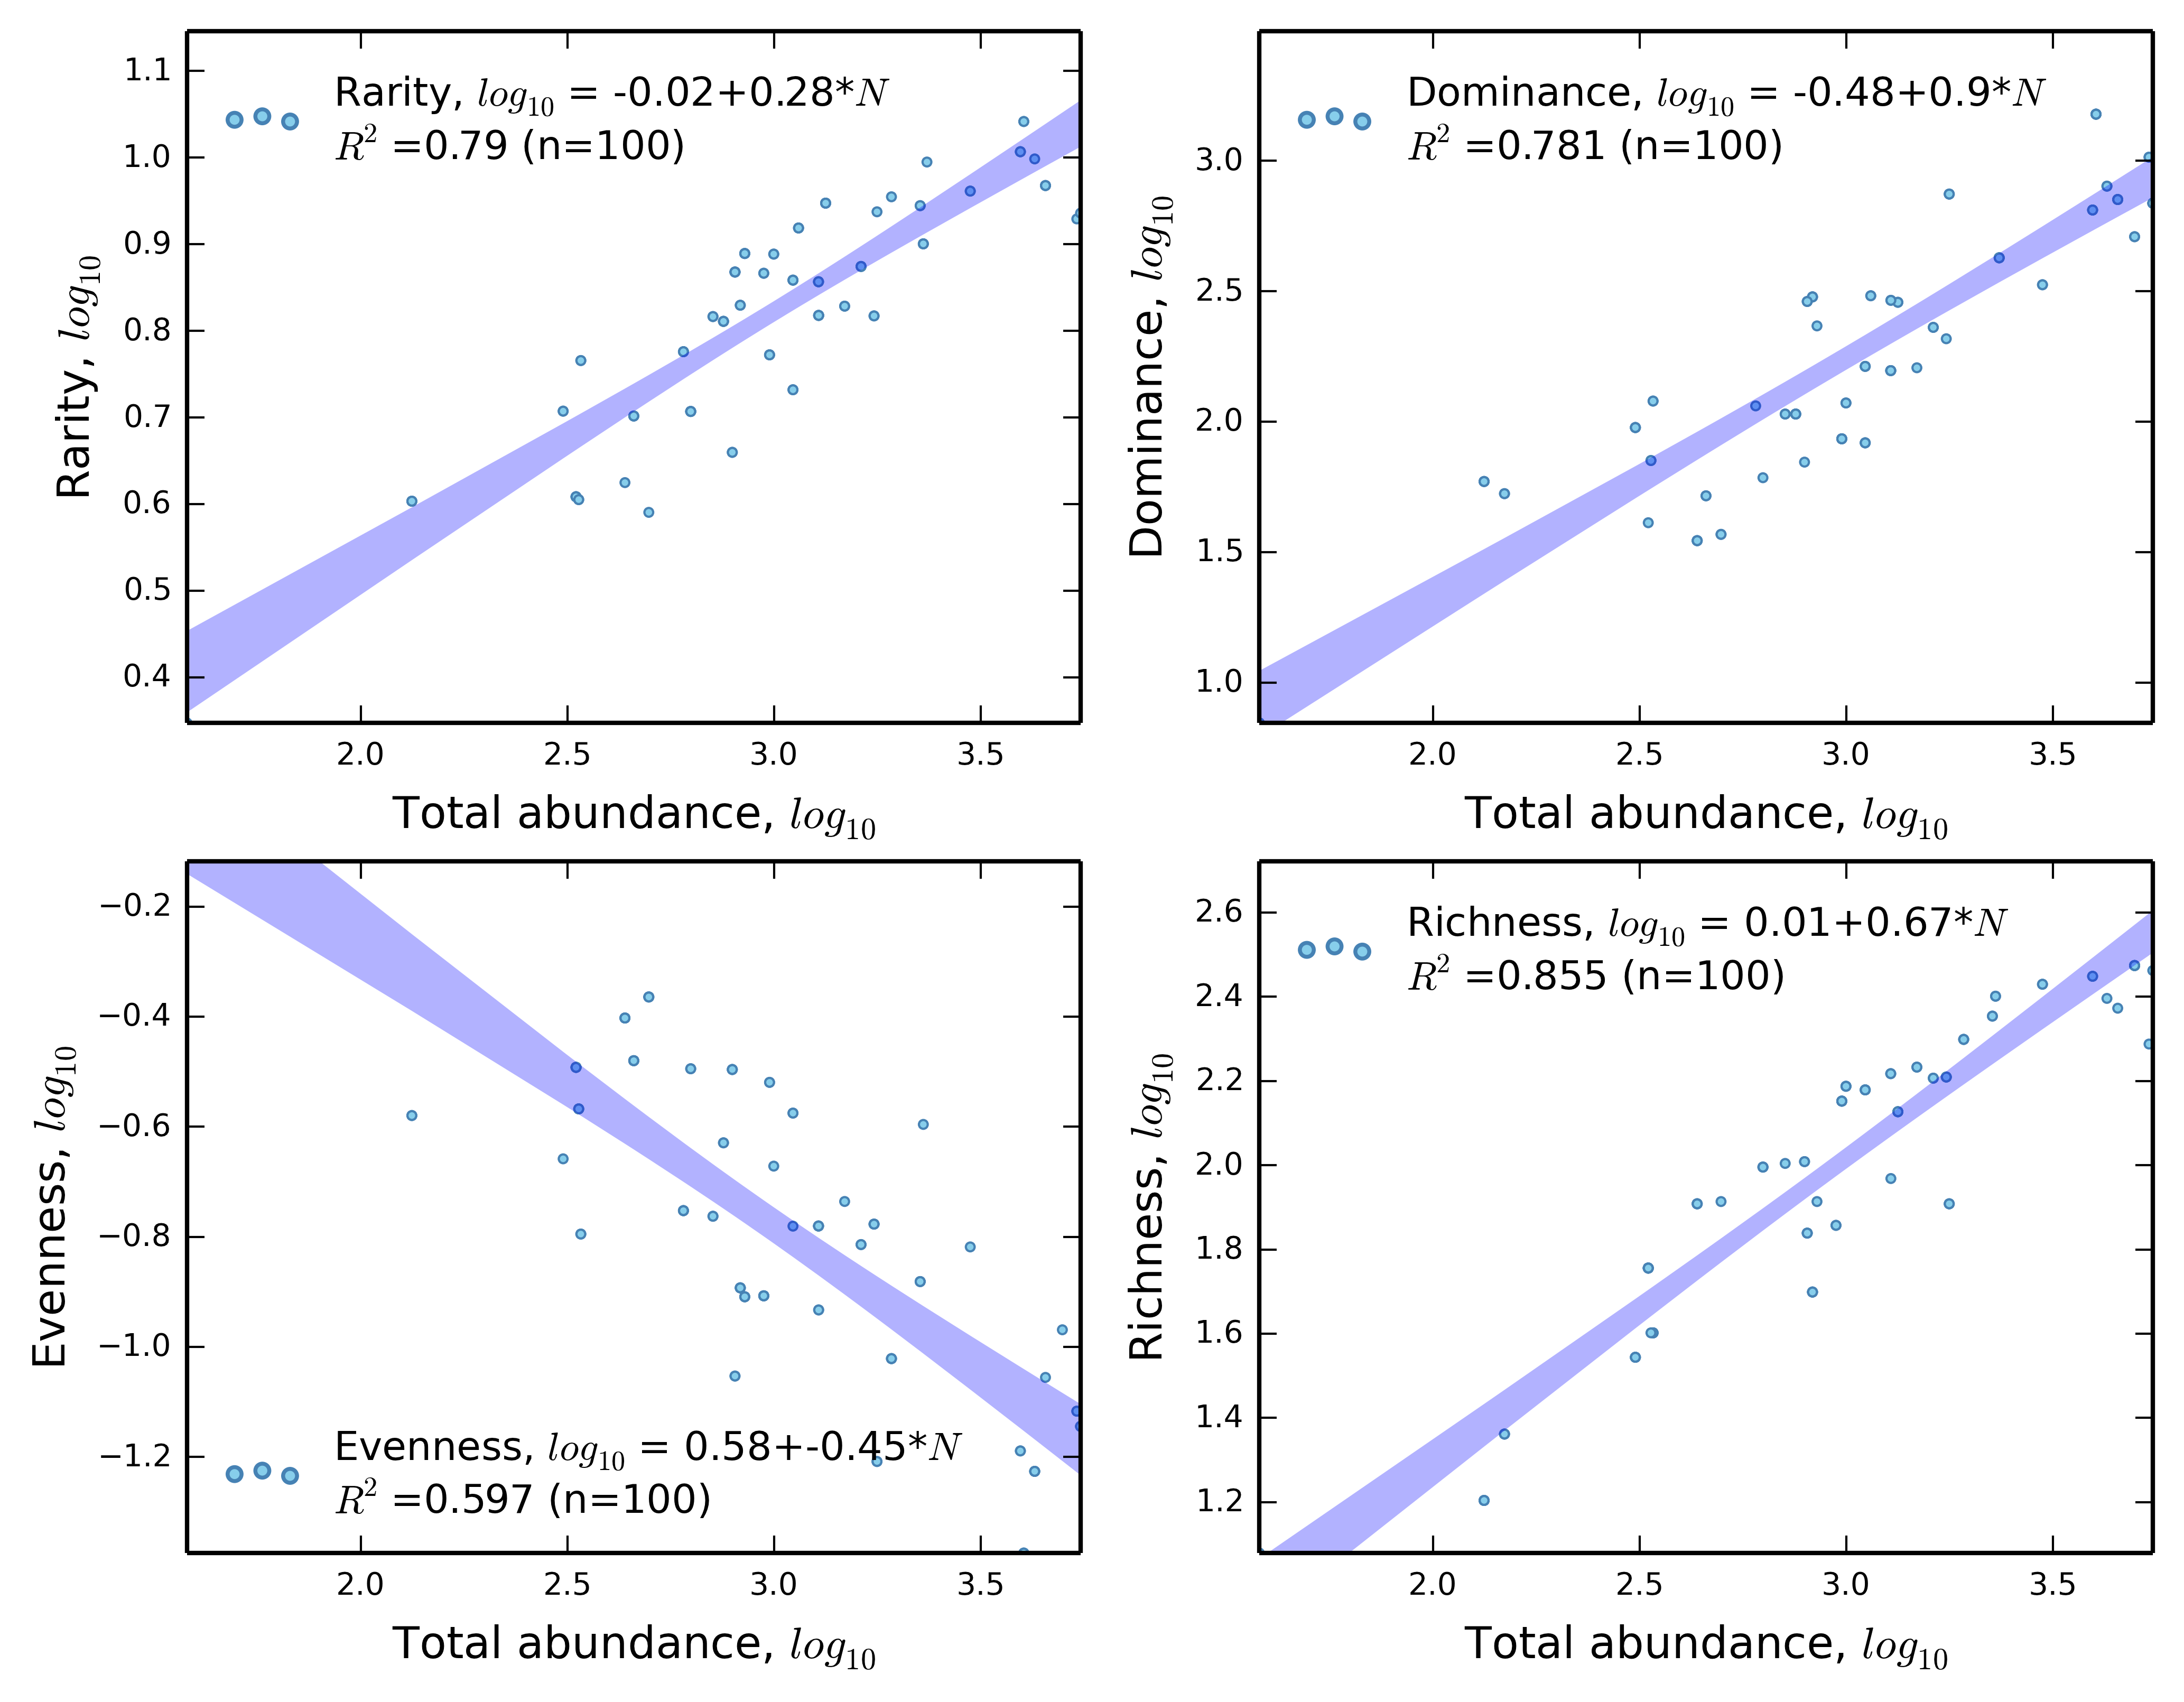 Rarity, log10 = -0.02+0.28*N
R2 =0.79 (n=100)
1.1
1.0
0.9
0.8
0.7
0.6
0.5
0.4
Rarity, log10
2.0 2.5 3.0 3.5
Total abundance, log10
Dominance, log10 = -0.48+0.9*N
R2 =0.781 (n=100)
3.0
2.5
2.0
1.5
1.0
Dominance, log10
2.0 2.5 3.0 3.5
Total abundance, log10
−0.2
−0.4
−0.6
−0.8
−1.0
−1.2
Evenness, log10
Evenness, log10 = 0.58+-0.45*N
R2 =0.597 (n=100)
2.0 2.5 3.0 3.5
Total abundance, log10
Richness, log10 = 0.01+0.67*N
R2 =0.855 (n=100)
2.6
2.4
2.2
2.0
1.8
1.6
1.4
1.2
Richness, log10
2.0 2.5 3.0 3.5
Total abundance, log10